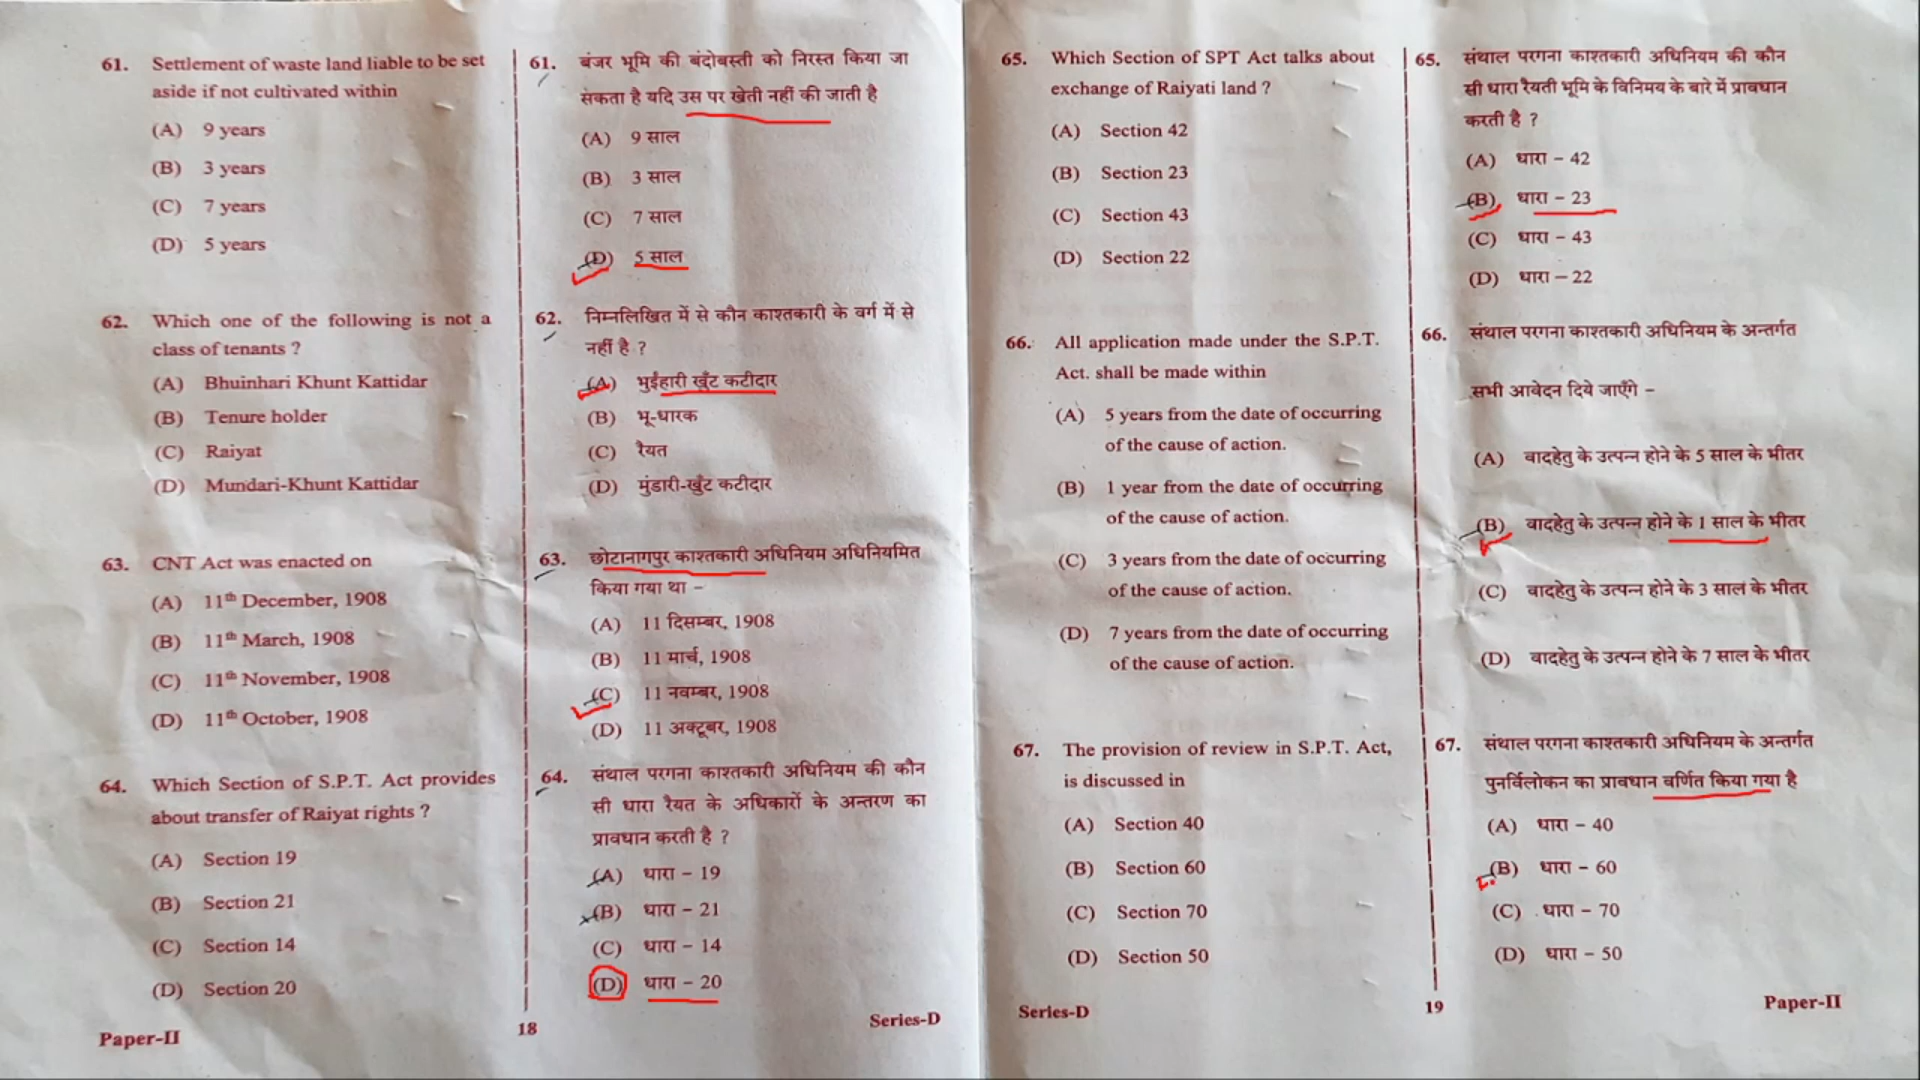 61. Settlement of waste land liable to be set
aside if not cultivated within
(A) 9 years
(B) 3 years
(C) 7 years
(D) 5 years
62. Which one of the following is not a
class of tenants ?
(A) Bhuinhari Khunt Kattidar
(B) Tenure holder
(C) Raiyat
(D) Mundari-Khunt Kattidar
63. CNT Act was enacted on
(A) 11th December, 1908
(B) 11th March, 1908
(C) 11th November, 1908
(D) 11th October, 1908
64. Which Section of S.P.T. Act provides
about transfer of Raiyat rights ?
(A) Section 19
(B) Section 21
(C) Section 14
(D) Section 20
61. बंजर भूमि की बंदोबस्ती को निरस्त किया जा
सकता है यदि उस पर खेती नहीं की जाती है
(A) 9 साल
(B) 3 साल
(C) 7 साल
(D) 5 साल
62. निम्नलिखित में से कौन काश्तकारी के वर्ग में से
नहीं है ?
(A) भुईंहारी खूँट कटीदार
(B) भू-धारक
(C) रैयत
(D) मुंडारी-खूँट कटीदार
63. छोटानागपुर काश्तकारी अधिनियम अधिनियमित
किया गया था –
(A) 11 दिसम्बर, 1908
(B) 11 मार्च, 1908
(C) 11 नवम्बर, 1908
(D) 11 अक्टूबर, 1908
64. संथाल परगना काश्तकारी अधिनियम की कौन
सी धारा रैयत के अधिकारों के अन्तरण का
प्रावधान करती है ?
(A) धारा – 19
(B) धारा – 21
(C) धारा – 14
(D) धारा – 20
Paper-II 18 Series-D
65. Which Section of SPT Act talks about
exchange of Raiyati land ?
(A) Section 42
(B) Section 23
(C) Section 43
(D) Section 22
66. All application made under the S.P.T.
Act. shall be made within
(A) 5 years from the date of occurring
of the cause of action.
(B) 1 year from the date of occurring
of the cause of action.
(C) 3 years from the date of occurring
of the cause of action.
(D) 7 years from the date of occurring
of the cause of action.
67. The provision of review in S.P.T. Act,
is discussed in
(A) Section 40
(B) Section 60
(C) Section 70
(D) Section 50
65. संथाल परगना काश्तकारी अधिनियम की कौन
सी धारा रैयती भूमि के विनिमय के बारे में प्रावधान
करती है ?
(A) धारा – 42
(B) धारा – 23
(C) धारा – 43
(D) धारा – 22
66. संथाल परगना काश्तकारी अधिनियम के अन्तर्गत
सभी आवेदन दिये जाएँगे –
(A) वादहेतु के उत्पन्न होने के 5 साल के भीतर
(B) वादहेतु के उत्पन्न होने के 1 साल के भीतर
(C) वादहेतु के उत्पन्न होने के 3 साल के भीतर
(D) वादहेतु के उत्पन्न होने के 7 साल के भीतर
67. संथाल परगना काश्तकारी अधिनियम के अन्तर्गत
पुनर्विलोकन का प्रावधान वर्णित किया गया है
(A) धारा – 40
(B) धारा – 60
(C) धारा – 70
(D) धारा – 50
Series-D 19 Paper-II